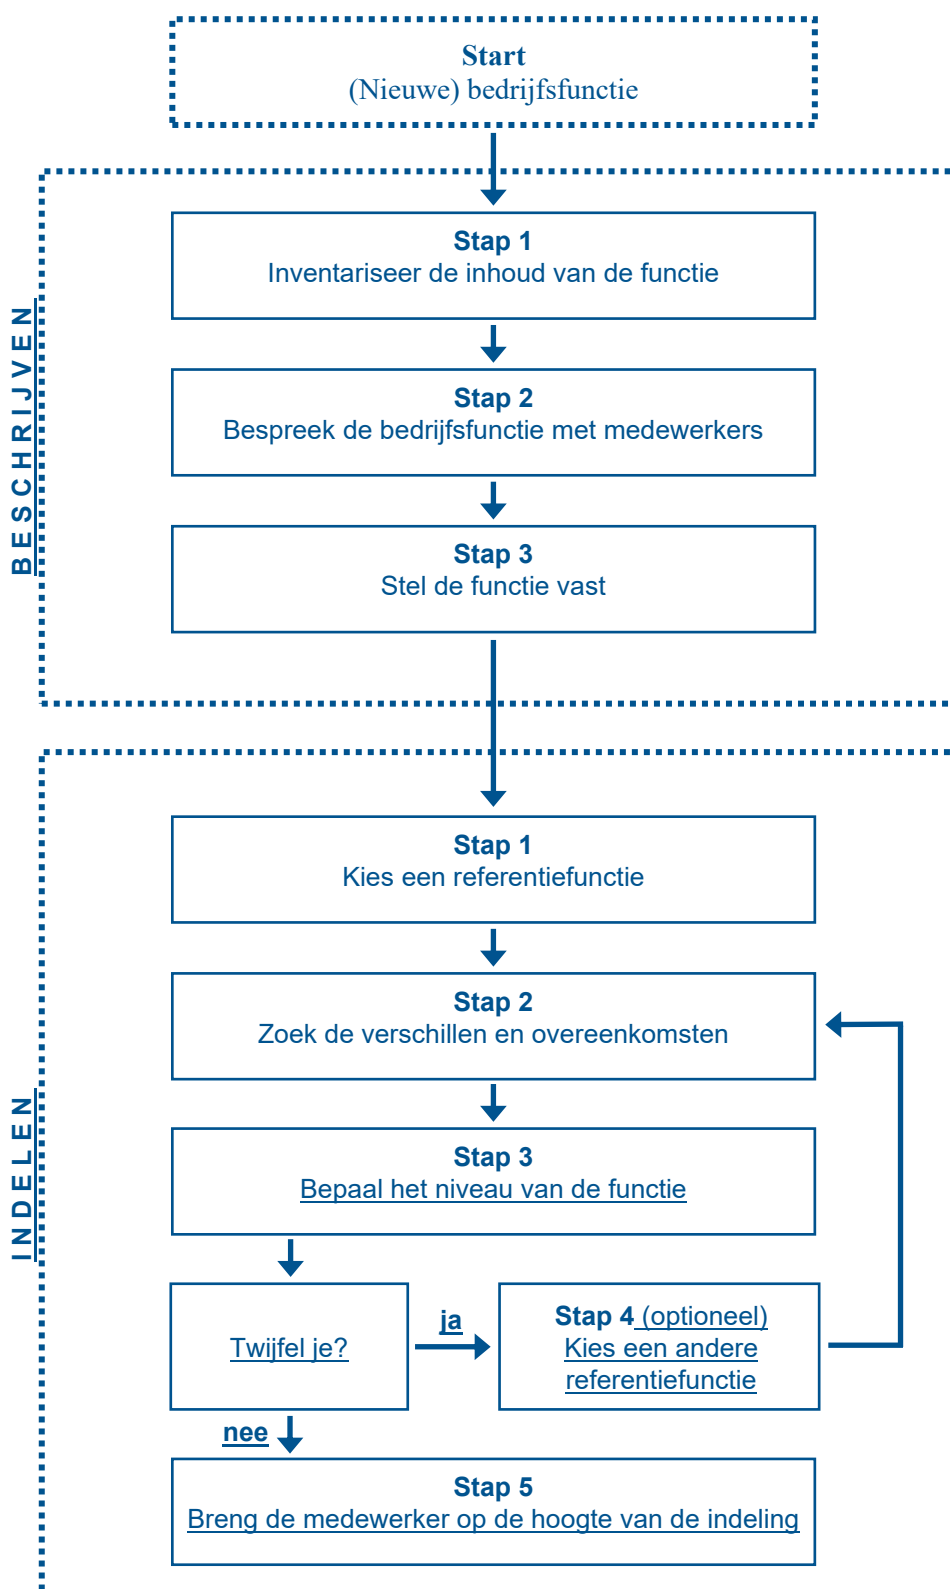 Start
(Nieuwe) bedrijfsfunctie
BESCHRIJVEN
Stap 1
Inventariseer de inhoud van de functie
Stap 2
Bespreek de bedrijfsfunctie met medewerkers
Stap 3
Stel de functie vast
INDELEN
Stap 1
Kies een referentiefunctie
Stap 2
Zoek de verschillen en overeenkomsten
Stap 3
Bepaal het niveau van de functie
Twijfel je?
ja
Stap 4 (optioneel)
Kies een andere
referentiefunctie
nee
Stap 5
Breng de medewerker op de hoogte van de indeling